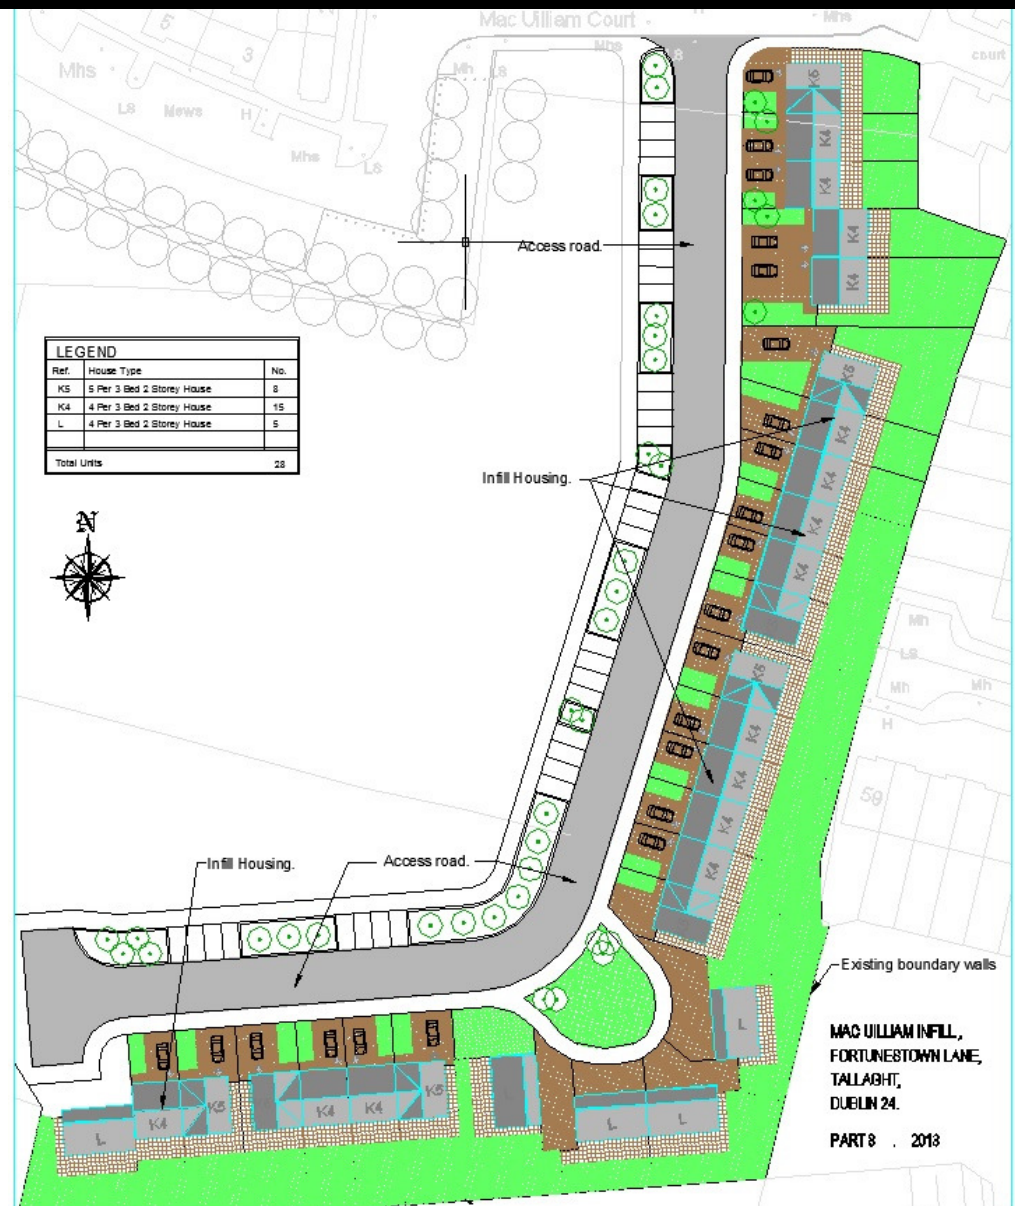 Mac Uilliam Court
Mhs
5
3
Mhs
Mh
LS
Mhs
LS
court
LS
Mews
H
Mhs
LS
K5
K4
K4
K4
K4
Access road.
LEGEND
Ref. House Type No.
K5 5 Per 3 Bed 2 Storey House 8
K4 4 Per 3 Bed 2 Storey House 15
L 4 Per 3 Bed 2 Storey House 5
Total Units 28
K5
K4
K4
K4
K4
Infill Housing.
N
Mh
LS
Mh
Mh
H
K5
K4
K4
K4
K4
59
Infill Housing.
Access road.
Existing boundary walls
L
MAC UILLIAM INFILL,
FORTUNESTOWN LANE,
TALLAGHT,
DUBLIN 24.
PART 8 . 2013
L
K4
K5
K4
K4
K5
L
L